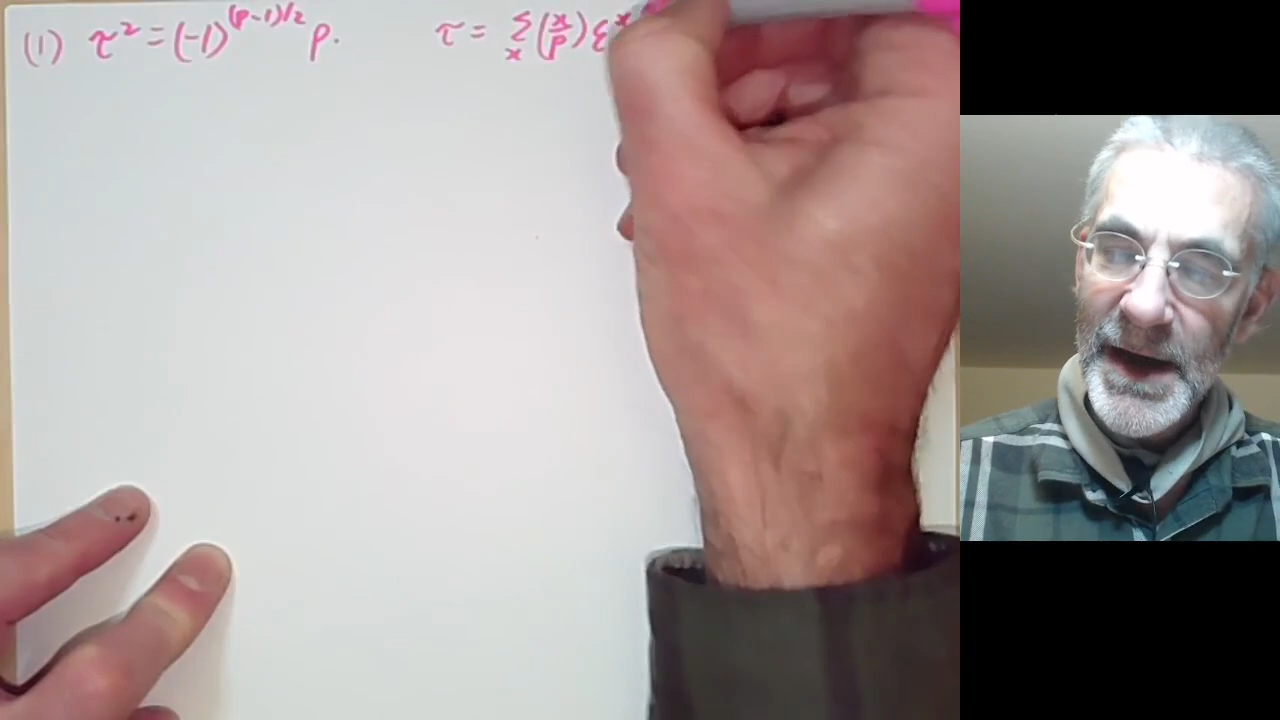 (1) τ² = (-1)^{(p-1)/2} p. τ = Σ_x (x/p) ξ^x